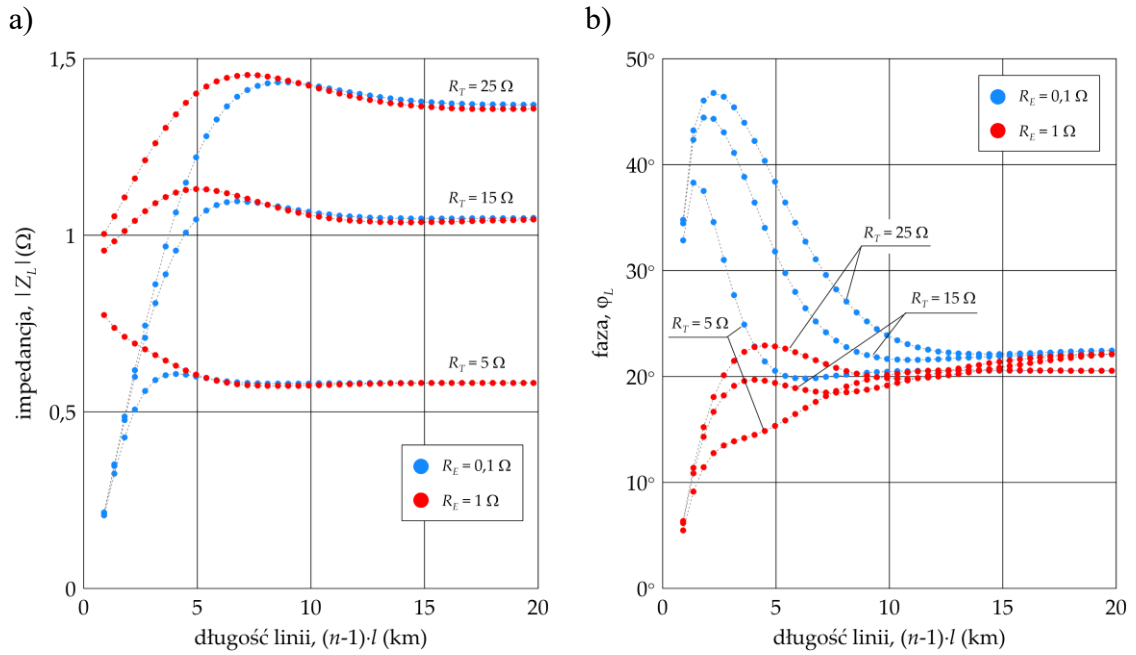 a)
1,5
1
0,5
0
impedancja, |Z_L| (Ω)
R_T = 25 Ω
R_T = 15 Ω
R_T = 5 Ω
R_E = 0,1 Ω
R_E = 1 Ω
0 5 10 15 20
długość linii, (n-1)·l (km)
b)
50°
40°
30°
20°
10°
0°
faza, φ_L
R_E = 0,1 Ω
R_E = 1 Ω
R_T = 25 Ω
R_T = 15 Ω
R_T = 5 Ω
0 5 10 15 20
długość linii, (n-1)·l (km)